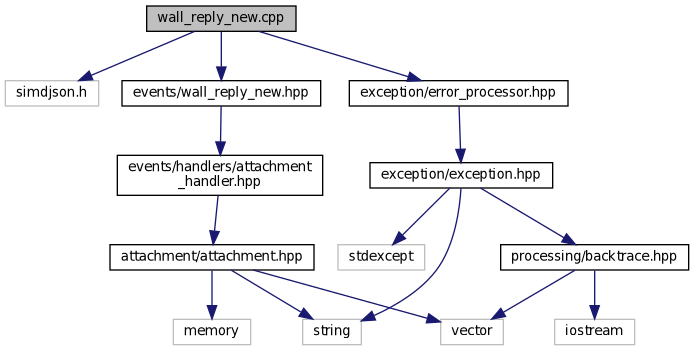 wall_reply_new.cpp
simdjson.h
events/wall_reply_new.hpp
exception/error_processor.hpp
events/handlers/attachment
_handler.hpp
exception/exception.hpp
attachment/attachment.hpp
stdexcept
processing/backtrace.hpp
memory
string
vector
iostream